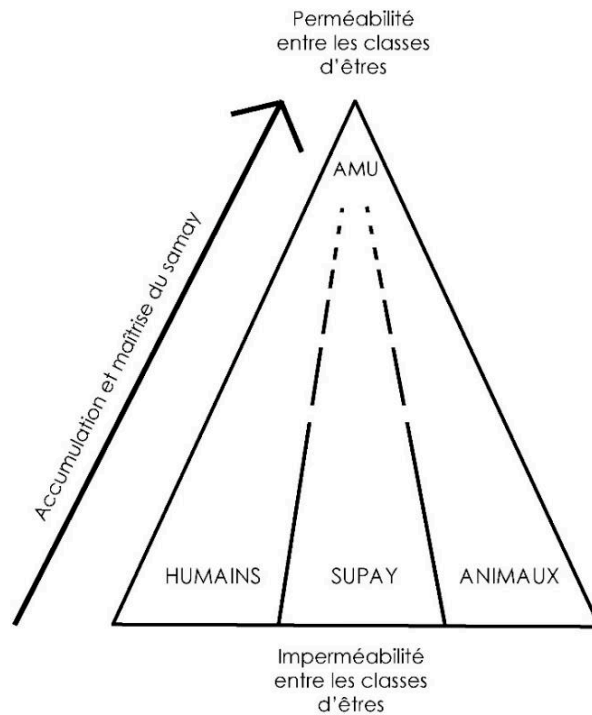 Perméabilité
entre les classes
d'êtres
AMU
Accumulation et maîtrise du samay
HUMAINS
SUPAY
ANIMAUX
Imperméabilité
entre les classes
d'êtres